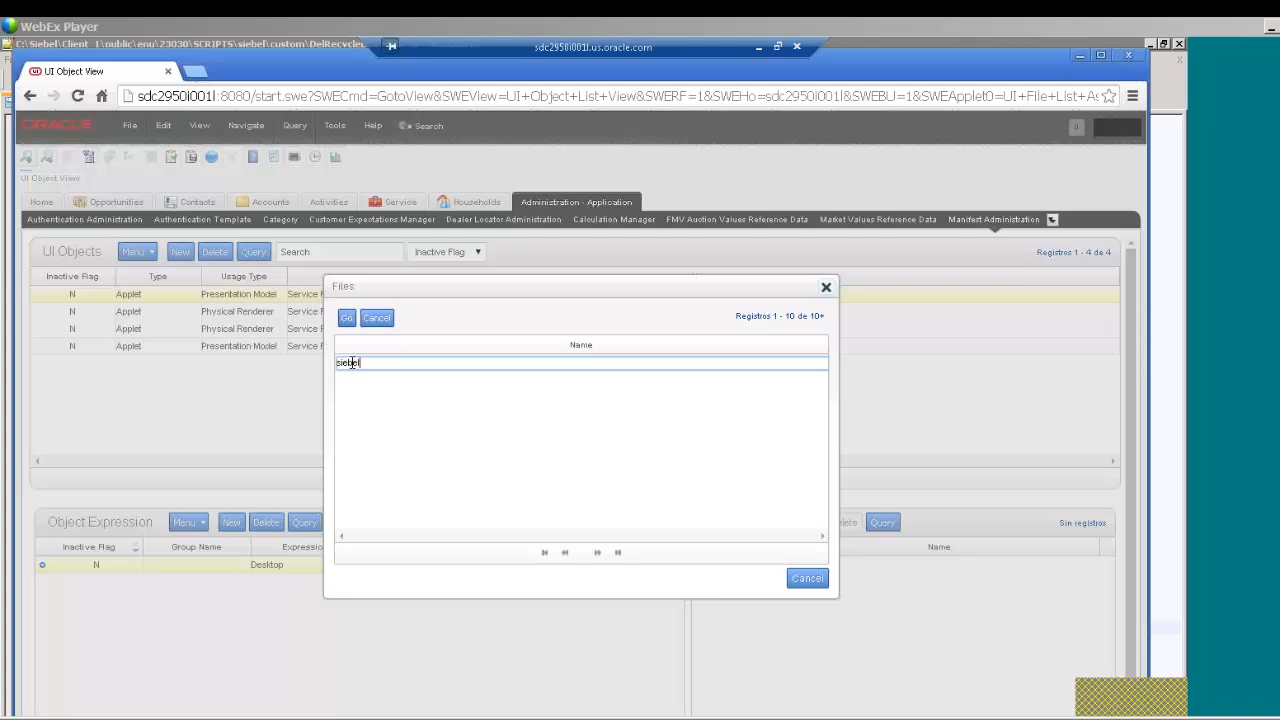 WebEx Player
C:\Siebel\Client_1\public\enu\23030\SCRIPTS\siebel\custom\DelRecycle
sdc2950i001l.us.oracle.com
UI Object View
sdc2950i001l:8080/start.swe?SWECmd=GotoView&SWEView=UI+Object+List+View&SWERF=1&SWEHo=sdc2950i001l&SWEBU=1&SWEApplet0=UI+File+List+As
ORACLE File Edit View Navigate Query Tools Help Search 0
UI Object View:
Home Opportunities Contacts Accounts Activities Service Households Administration - Application
Authentication Administration Authentication Template Category Customer Expectations Manager Dealer Locator Administration Calculation Manager FMV Auction Values Reference Data Market Values Reference Data Manifest Administration
UI Objects Menu New Delete Query Search Inactive Flag Registros 1 - 4 de 4
Inactive Flag Type Usage Type
N Applet Presentation Model Service
N Applet Physical Renderer Service
N Applet Physical Renderer Service
N Applet Presentation Model Service
Files
Go Cancel Registros 1 - 10 de 10+
Name
siebel
Cancel
Object Expression Menu New Delete Query
Inactive Flag Group Name Expressio
N Desktop
elete Query Sin registros
Name